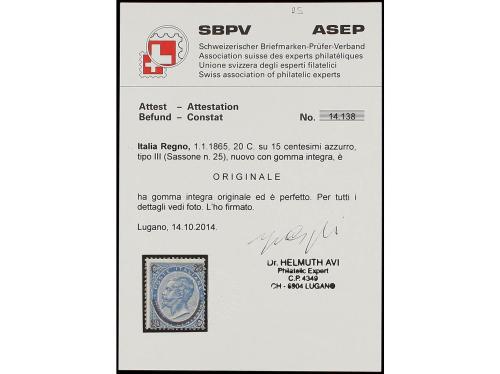 25
SBPV ASEP
Schweizerischer Briefmarken-Prüfer-Verband
Association suisse des experts philatéliques
Unione svizzera degli esperti filatelici
Swiss association of philatelic experts
Attest – Attestation
Befund – Constat No. 14.138
Italia Regno, 1.1.1865, 20 C. su 15 centesimi azzurro,
tipo III (Sassone n. 25), nuovo con gomma integra, è
ORIGINALE
ha gomma integra originale ed è perfetto. Per tutti i
dettagli vedi foto. L'ho firmato.
Lugano, 14.10.2014.
Dr. HELMUTH AVI
Philatelic Expert
C.P. 4349
CH - 6904 LUGANO